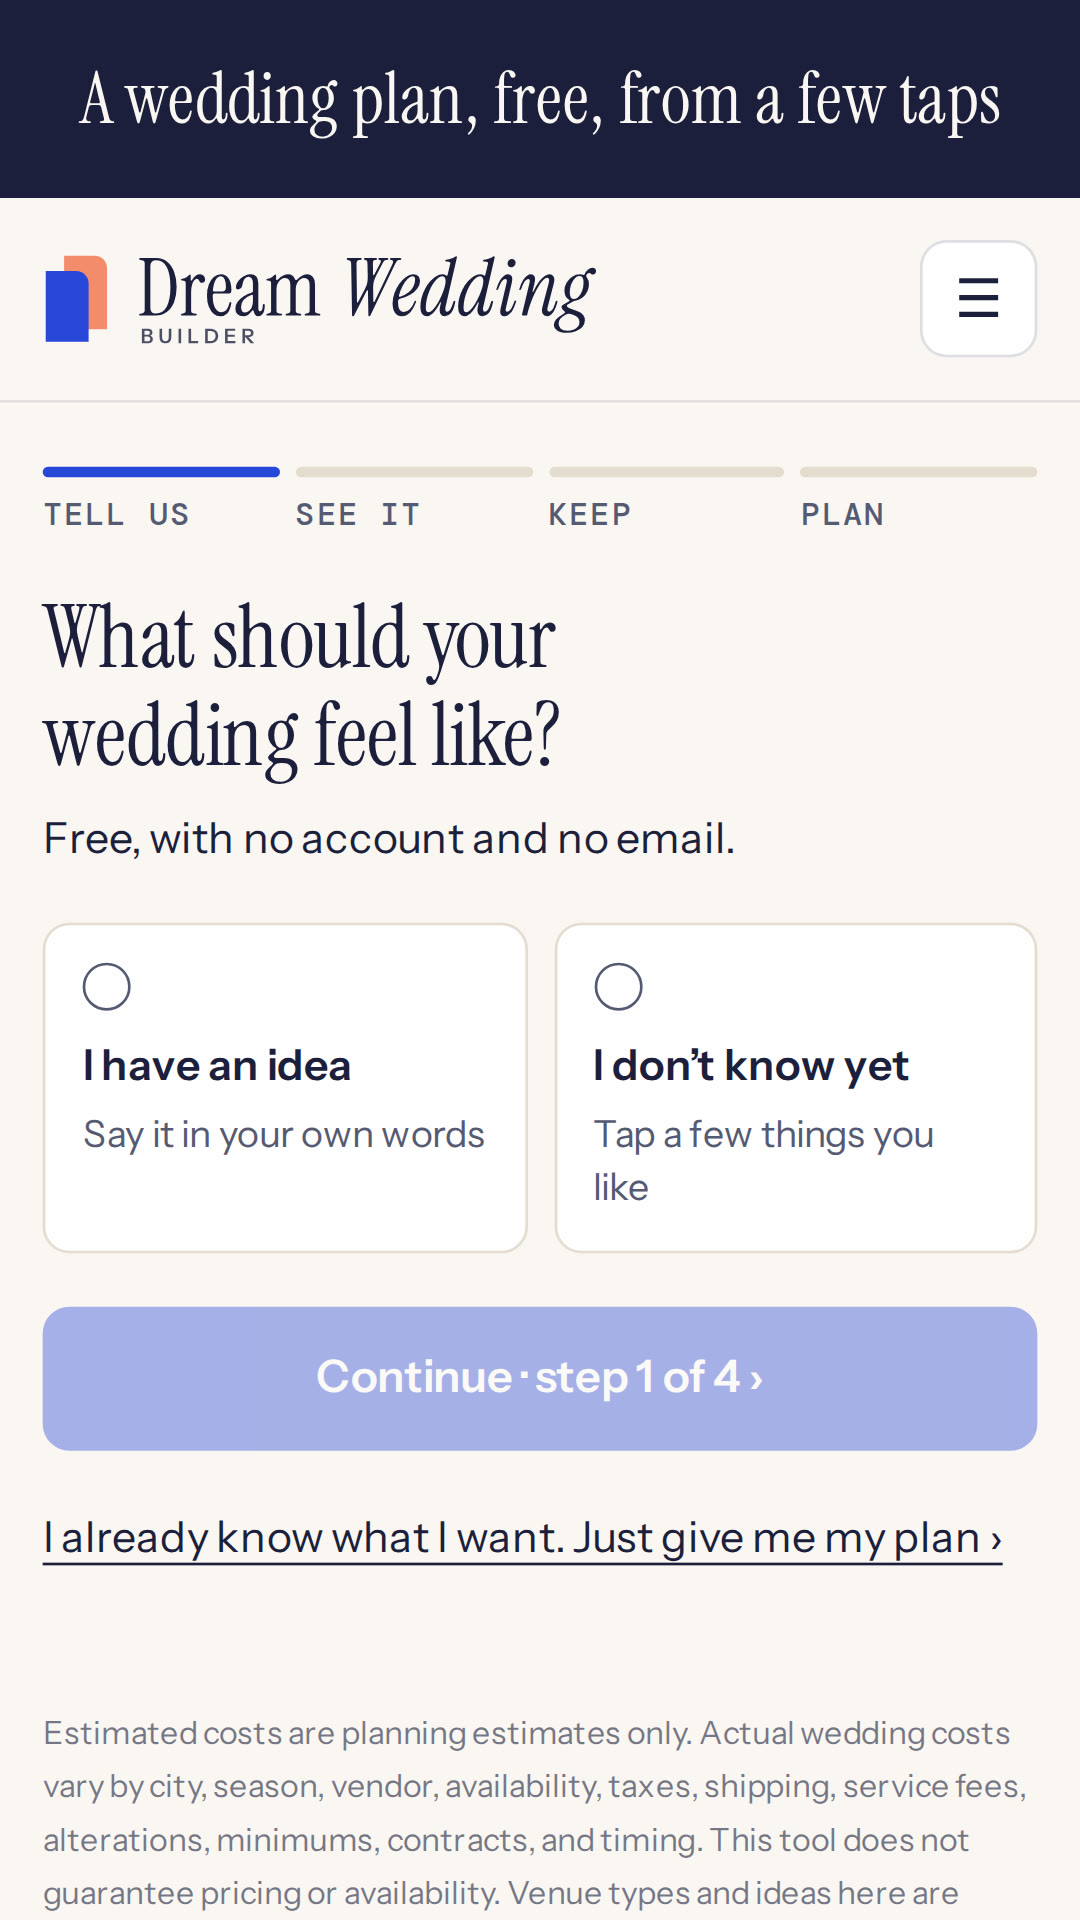 A wedding plan, free, from a few taps
Dream Wedding
BUILDER
TELL US
SEE IT
KEEP
PLAN
What should your
wedding feel like?
Free, with no account and no email.
I have an idea
Say it in your own words
I don’t know yet
Tap a few things you
like
Continue · step 1 of 4 ›
I already know what I want. Just give me my plan ›
Estimated costs are planning estimates only. Actual wedding costs
vary by city, season, vendor, availability, taxes, shipping, service fees,
alterations, minimums, contracts, and timing. This tool does not
guarantee pricing or availability. Venue types and ideas here are